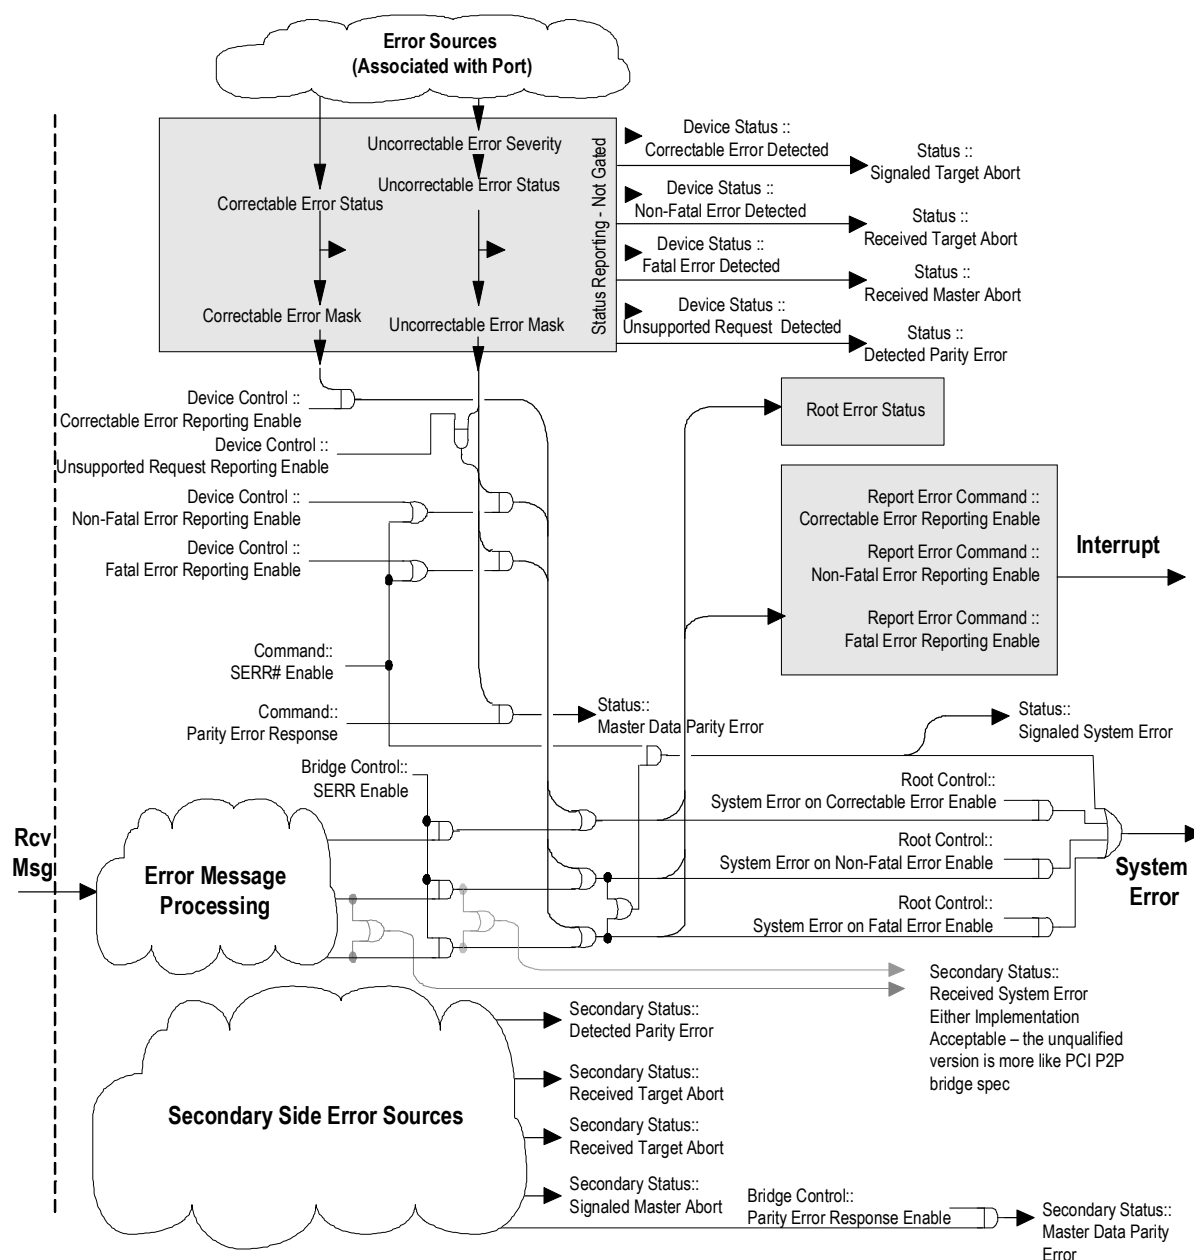 Error Sources
(Associated with Port)
Uncorrectable Error Severity
Uncorrectable Error Status
Correctable Error Status
Correctable Error Mask
Uncorrectable Error Mask
Status Reporting - Not Gated
Device Status ::
Correctable Error Detected
Status ::
Signaled Target Abort
Device Status ::
Non-Fatal Error Detected
Status ::
Received Target Abort
Device Status ::
Fatal Error Detected
Status ::
Received Master Abort
Device Status ::
Unsupported Request Detected
Status ::
Detected Parity Error
Device Control ::
Correctable Error Reporting Enable
Device Control ::
Unsupported Request Reporting Enable
Device Control ::
Non-Fatal Error Reporting Enable
Device Control ::
Fatal Error Reporting Enable
Root Error Status
Report Error Command ::
Correctable Error Reporting Enable
Report Error Command ::
Non-Fatal Error Reporting Enable
Report Error Command ::
Fatal Error Reporting Enable
Interrupt
Command::
SERR# Enable
Command::
Parity Error Response
Status::
Master Data Parity Error
Status::
Signaled System Error
Bridge Control::
SERR Enable
Root Control::
System Error on Correctable Error Enable
Root Control::
System Error on Non-Fatal Error Enable
Root Control::
System Error on Fatal Error Enable
System
Error
Rcv
Msg
Error Message
Processing
Secondary Status::
Received System Error
Either Implementation
Acceptable – the unqualified
version is more like PCI P2P
bridge spec
Secondary Side Error Sources
Secondary Status::
Detected Parity Error
Secondary Status::
Received Target Abort
Secondary Status::
Received Target Abort
Secondary Status::
Signaled Master Abort
Bridge Control::
Parity Error Response Enable
Secondary Status::
Master Data Parity
Error